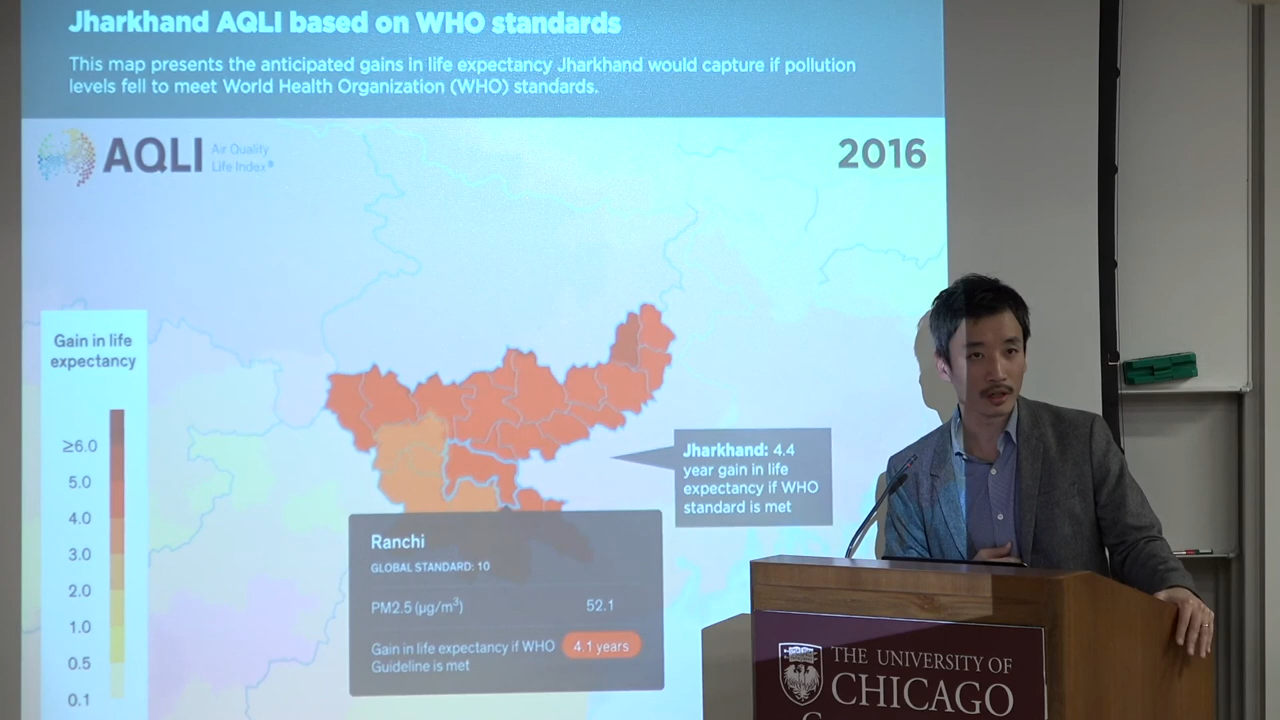 Jharkhand AQLI based on WHO standards
This map presents the anticipated gains in life expectancy Jharkhand would capture if pollution
levels fell to meet World Health Organization (WHO) standards.
AQLI
Air Quality
Life Index®
2016
Gain in life
expectancy
≥6.0
5.0
4.0
3.0
2.0
1.0
0.5
0.1
Jharkhand: 4.4
year gain in life
expectancy if WHO
standard is met
Ranchi
GLOBAL STANDARD: 10
PM2.5 (µg/m³) 52.1
Gain in life expectancy if WHO
Guideline is met
4.1 years
THE UNIVERSITY OF
CHICAGO